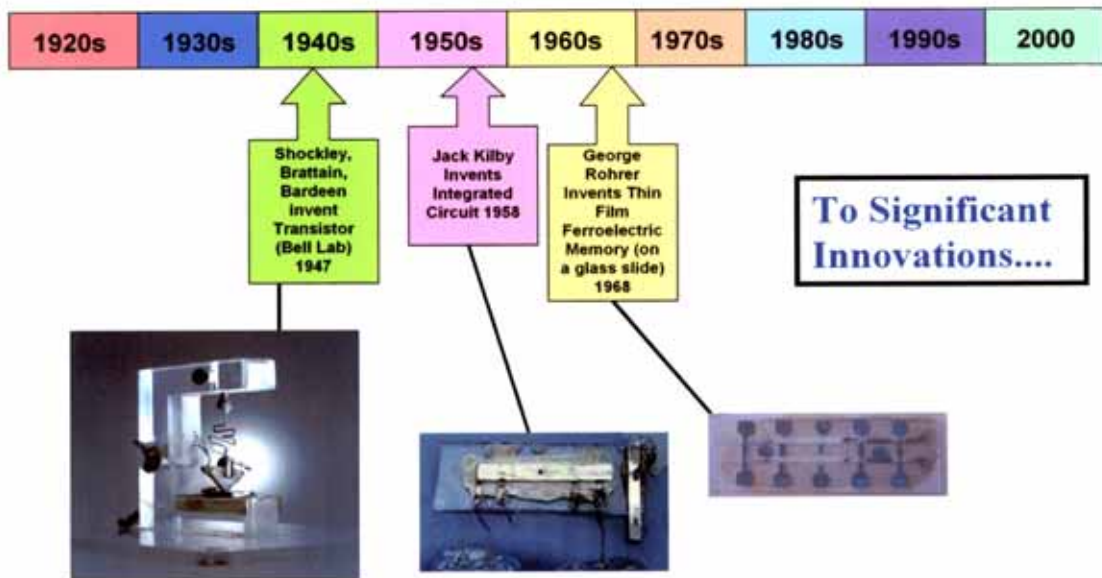 1920s 1930s 1940s 1950s 1960s 1970s 1980s 1990s 2000
Shockley,
Brattain,
Bardeen
invent
Transistor
(Bell Lab)
1947
Jack Kilby
Invents
Integrated
Circuit 1958
George
Rohrer
Invents Thin
Film
Ferroelectric
Memory (on
a glass slide)
1968
To Significant
Innovations....